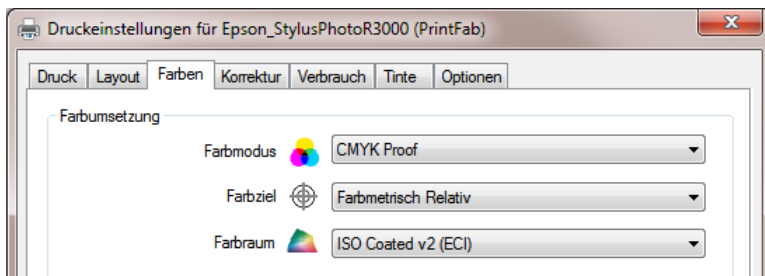 Druckeinstellungen für Epson_StylusPhotoR3000 (PrintFab)
Druck Layout Farben Korrektur Verbrauch Tinte Optionen
Farbumsetzung
Farbmodus CMYK Proof
Farbziel Farbmetrisch Relativ
Farbraum ISO Coated v2 (ECI)